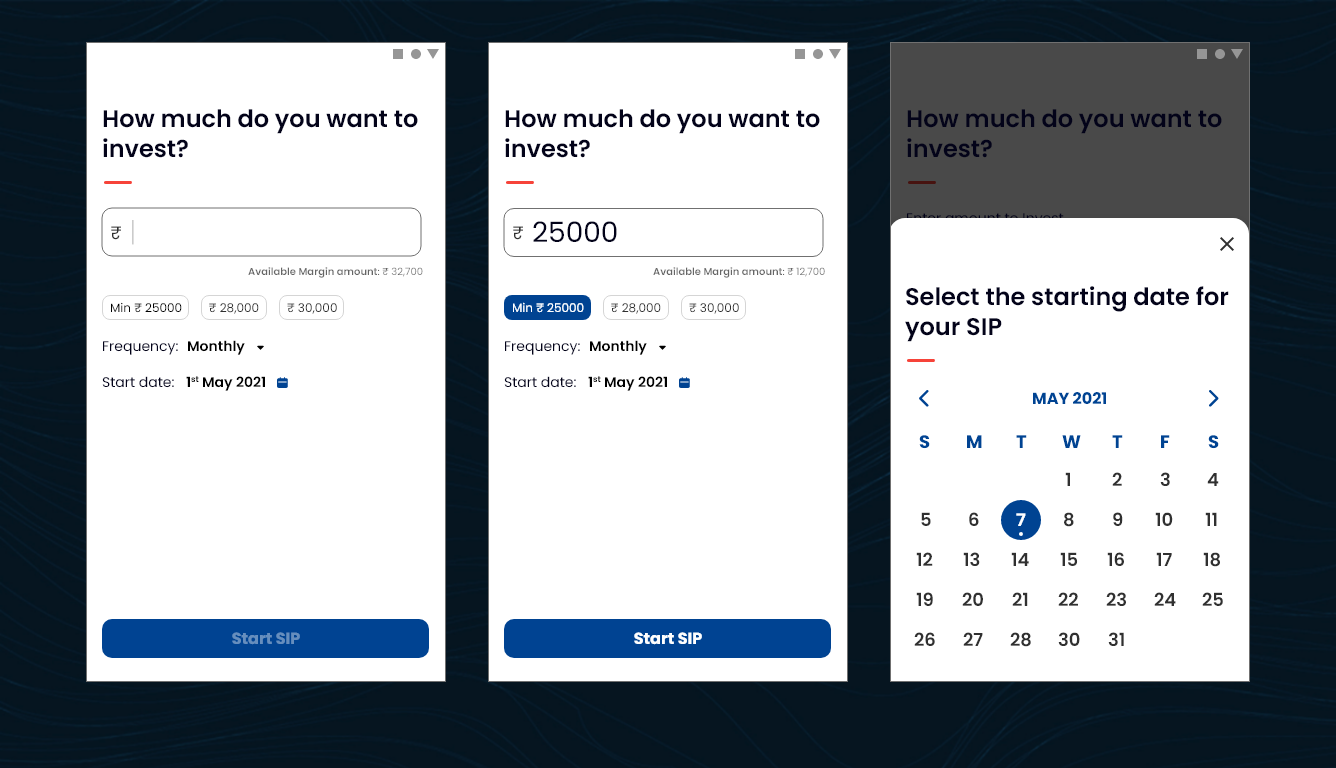 How much do you want to
invest?
₹
Available Margin amount: ₹ 32,700
Min ₹ 25000 ₹ 28,000 ₹ 30,000
Frequency: Monthly
Start date: 1st May 2021
Start SIP
How much do you want to
invest?
₹ 25000
Available Margin amount: ₹ 12,700
Min ₹ 25000 ₹ 28,000 ₹ 30,000
Frequency: Monthly
Start date: 1st May 2021
Start SIP
How much do you want to
invest?
Enter amount to invest
Select the starting date for
your SIP
MAY 2021
S M T W T F S
1 2 3 4
5 6 7 8 9 10 11
12 13 14 15 16 17 18
19 20 21 22 23 24 25
26 27 28 30 31